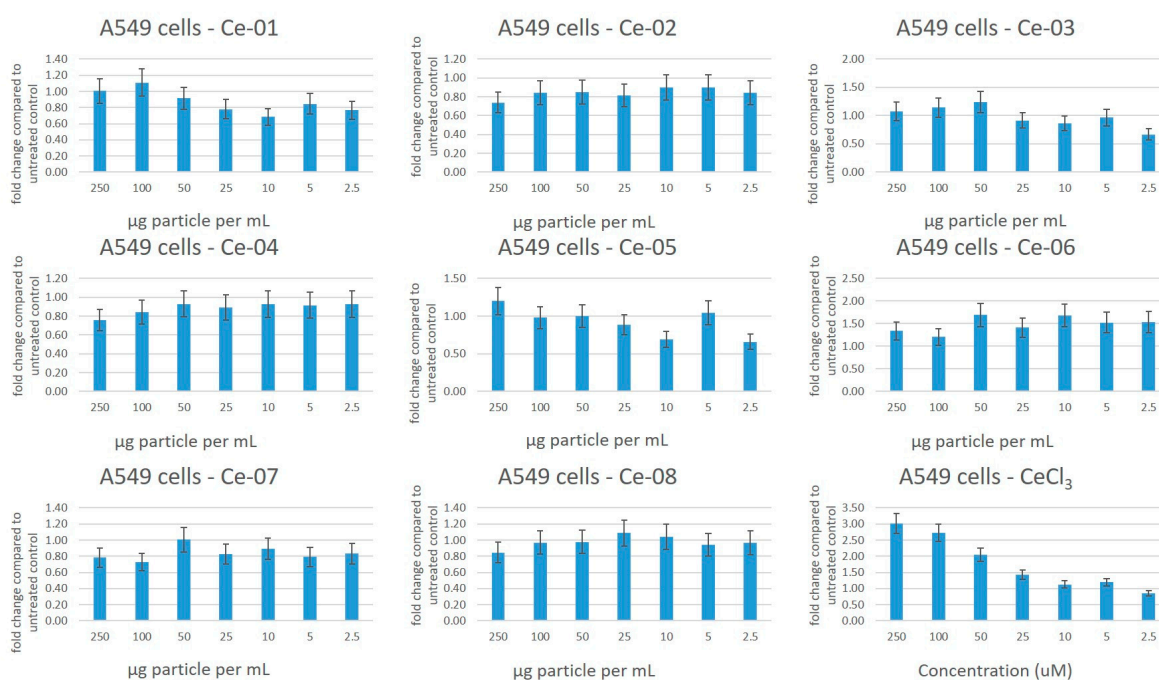 A549 cells - Ce-01
fold change compared to
untreated control
1.40
1.20
1.00
0.80
0.60
0.40
0.20
0.00
250 100 50 25 10 5 2.5
µg particle per mL
A549 cells - Ce-02
fold change compared to
untreated control
1.20
1.00
0.80
0.60
0.40
0.20
0.00
250 100 50 25 10 5 2.5
µg particle per mL
A549 cells - Ce-03
fold change compared to
untreated control
2.00
1.50
1.00
0.50
0.00
250 100 50 25 10 5 2.5
µg particle per mL
A549 cells - Ce-04
fold change compared to
untreated control
1.20
1.00
0.80
0.60
0.40
0.20
0.00
250 100 50 25 10 5 2.5
µg particle per mL
A549 cells - Ce-05
fold change compared to
untreated control
1.50
1.00
0.50
0.00
250 100 50 25 10 5 2.5
µg particle per mL
A549 cells - Ce-06
fold change compared to
untreated control
2.50
2.00
1.50
1.00
0.50
0.00
250 100 50 25 10 5 2.5
µg particle per mL
A549 cells - Ce-07
fold change compared to
untreated control
1.40
1.20
1.00
0.80
0.60
0.40
0.20
0.00
250 100 50 25 10 5 2.5
µg particle per mL
A549 cells - Ce-08
fold change compared to
untreated control
1.40
1.20
1.00
0.80
0.60
0.40
0.20
0.00
250 100 50 25 10 5 2.5
µg particle per mL
A549 cells - CeCl₃
fold change compared to
untreated control
3.50
3.00
2.50
2.00
1.50
1.00
0.50
0.00
250 100 50 25 10 5 2.5
Concentration (uM)